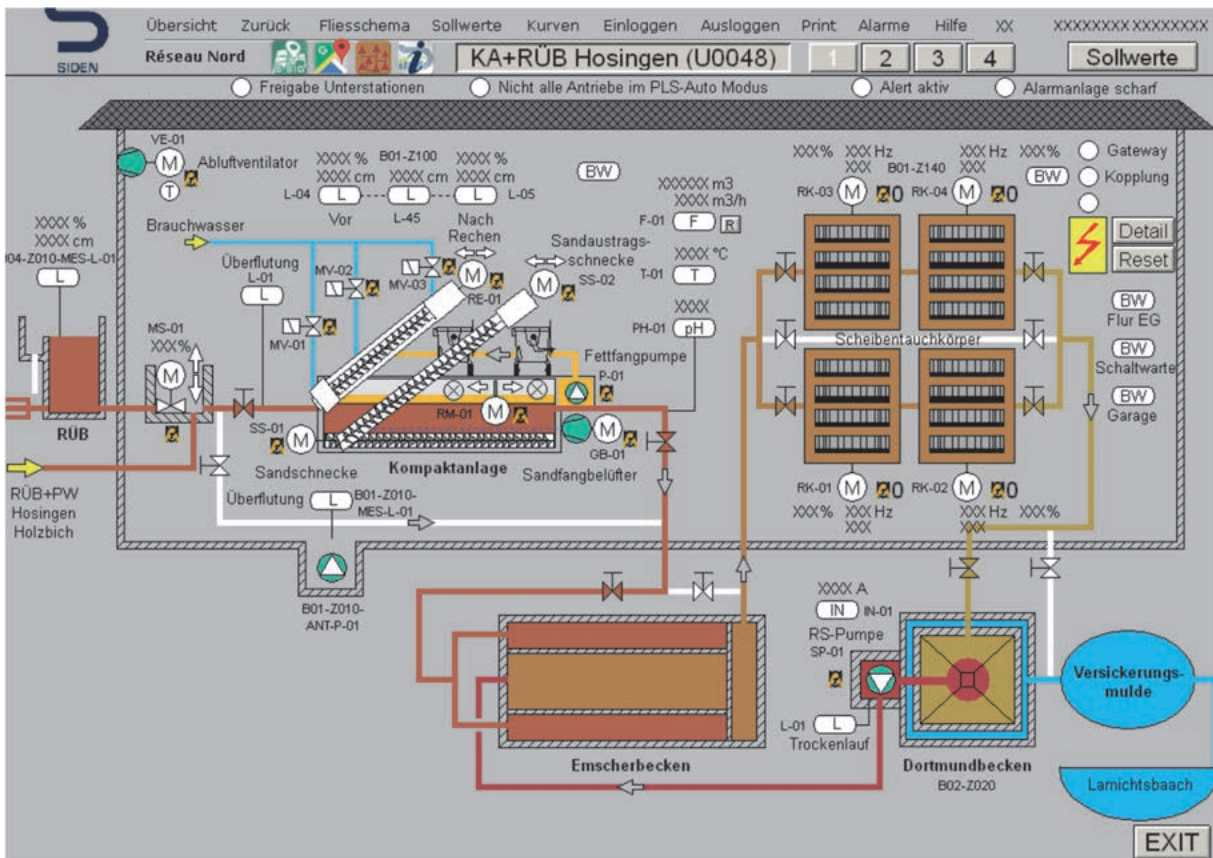 Übersicht Zurück Fliesschema Sollwerte Kurven Einloggen Ausloggen Print Alarme Hilfe XX XXXXXXXX XXXXXXXX
SIDEN
Réseau Nord
KA+RÜB Hosingen (U0048)
1 2 3 4
Sollwerte
Freigabe Unterstationen
Nicht alle Antriebe im PLS-Auto Modus
Alert aktiv
Alarmanlage scharf
VE-01
M
Abluftventilator
T
XXXX % B01-Z100 XXXX %
XXXX cm XXXX cm XXXX cm
L-04 L L L L-05
Vor L-45 Nach
Rechen
BW
XXXXXX m3
XXXX m3/h
F-01 F R
XXXX °C
T-01 T
XXXX
PH-01 pH
XXX% XXX Hz
XXX
B01-Z140
XXX Hz XXX%
XXX
RK-03 M 0
RK-04 M 0
BW
Gateway
Kopplung
Detail
Reset
BW
Flur EG
BW
Schaltwarte
BW
Garage
XXXX %
XXXX cm
004-Z010-MES-L-01
L
RÜB
Brauchwasser
Überflutung
L-01
L
MV-02
MV-03
MV-01
M
RE-01
Sandaustrags-
schnecke
M
SS-02
MS-01
XXX%
M
Fettfangpumpe
P-01
RM-01 M
SS-01 M
Sandschnecke
Kompaktanlage
M
GB-01
Sandfangbelüfter
Scheibentauchkörper
RK-01 M 0
RK-02 M 0
XXX% XXX Hz
XXX
XXX Hz XXX%
XXX
RÜB+PW
Hosingen
Holzbich
Überflutung L B01-Z010-
MES-L-01
B01-Z010-
ANT-P-01
XXXX A
IN IN-01
RS-Pumpe
SP-01
L-01 L
Trockenlauf
Emscherbecken
Dortmundbecken
B02-Z020
Versickerungs-
mulde
Lamichtsbaach
EXIT